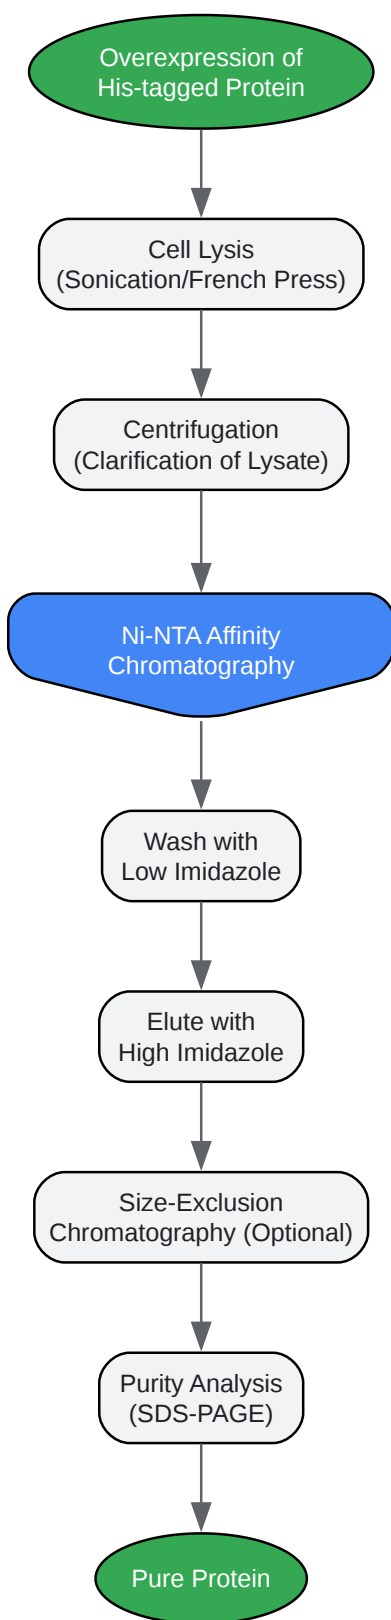 Overexpression of
His-tagged Protein
Cell Lysis
(Sonication/French Press)
Centrifugation
(Clarification of Lysate)
Ni-NTA Affinity
Chromatography
Wash with
Low Imidazole
Elute with
High Imidazole
Size-Exclusion
Chromatography (Optional)
Purity Analysis
(SDS-PAGE)
Pure Protein